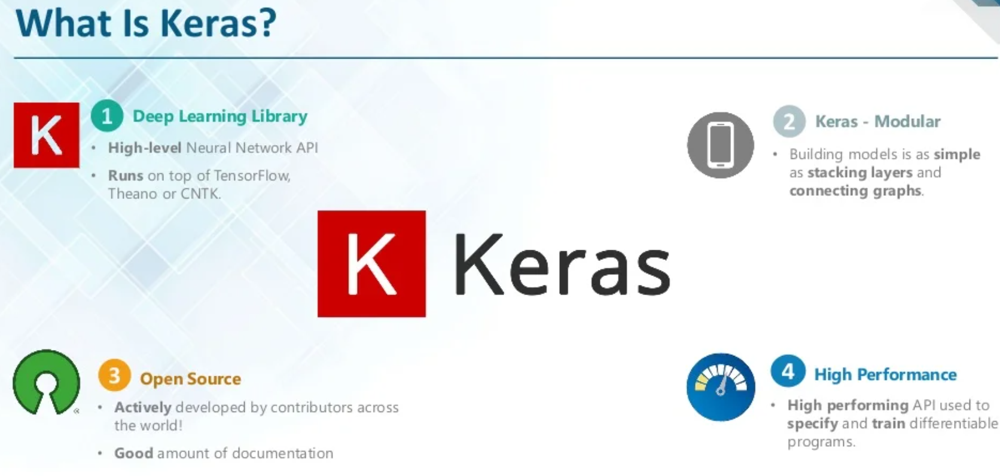 What Is Keras?
K
1 Deep Learning Library
• High-level Neural Network API
• Runs on top of TensorFlow,
Theano or CNTK.
2 Keras - Modular
• Building models is as simple
as stacking layers and
connecting graphs.
K Keras
3 Open Source
• Actively developed by contributors across
the world!
• Good amount of documentation
4 High Performance
• High performing API used to
specify and train differentiable
programs.